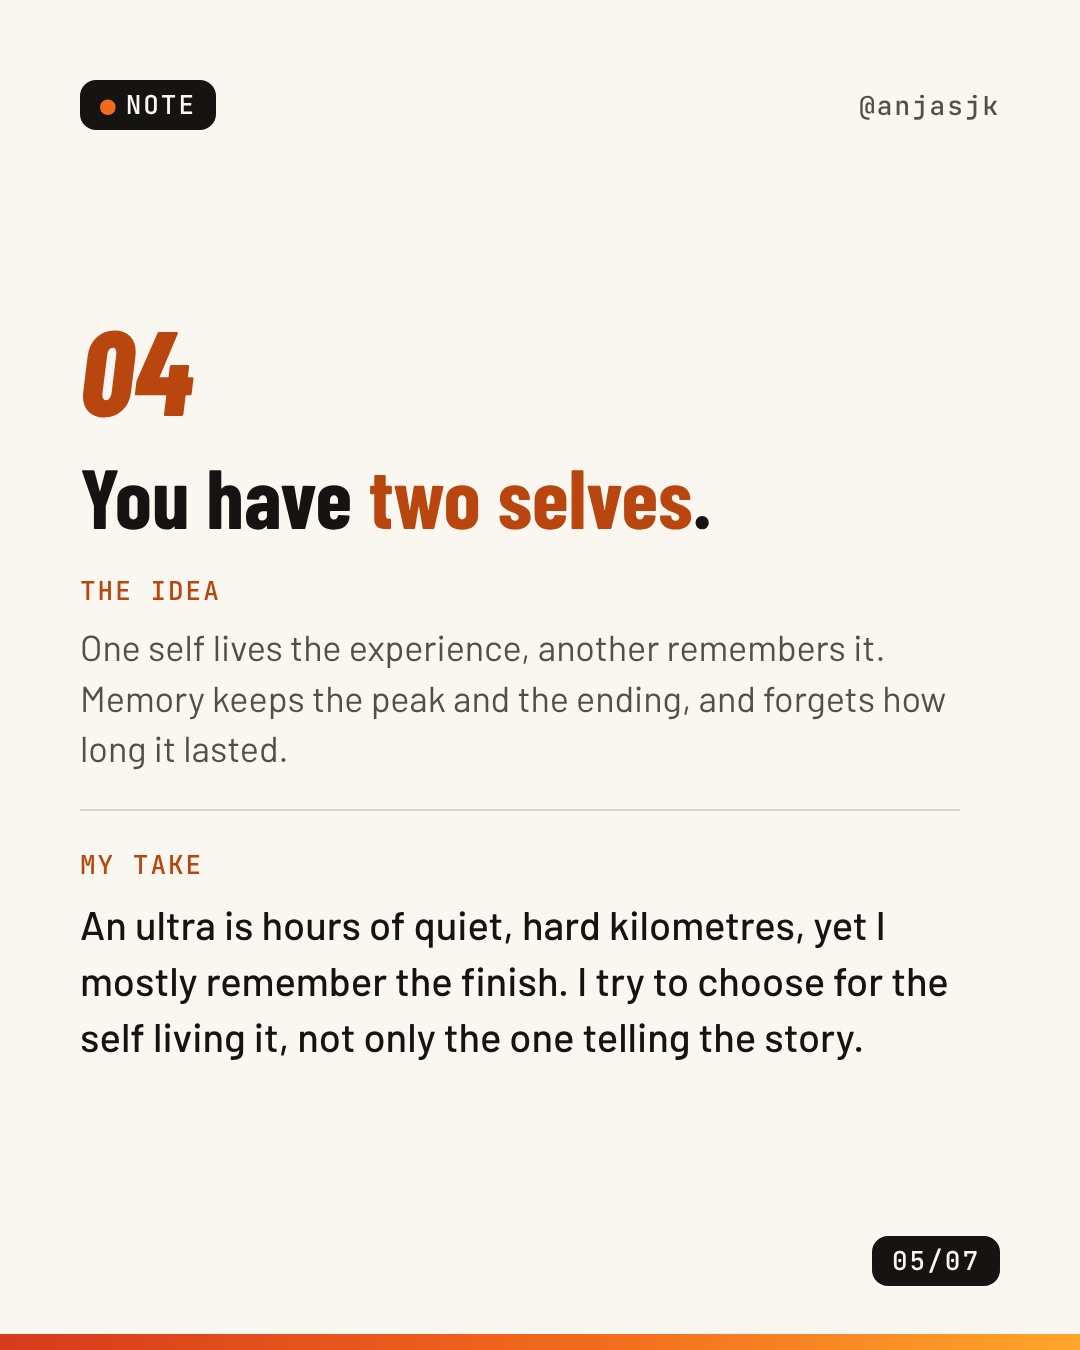 NOTE
@anjasjk
04
You have two selves.
THE IDEA
One self lives the experience, another remembers it.
Memory keeps the peak and the ending, and forgets how
long it lasted.
MY TAKE
An ultra is hours of quiet, hard kilometres, yet I
mostly remember the finish. I try to choose for the
self living it, not only the one telling the story.
05/07